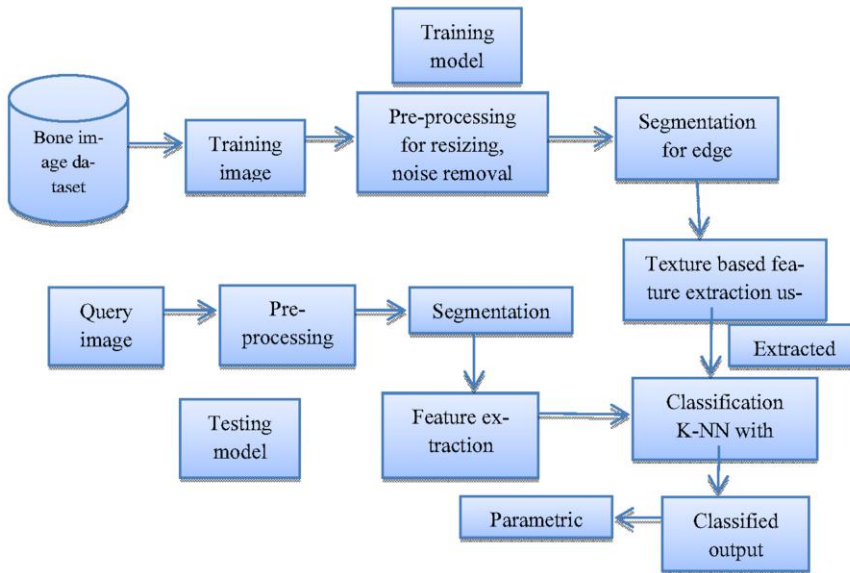 Training
model
Bone im-
age da-
taset
Training
image
Pre-processing
for resizing,
noise removal
Segmentation
for edge
Texture based fea-
ture extraction us-
Extracted
Query
image
Pre-
processing
Segmentation
Testing
model
Feature ex-
traction
Classification
K-NN with
Parametric
Classified
output